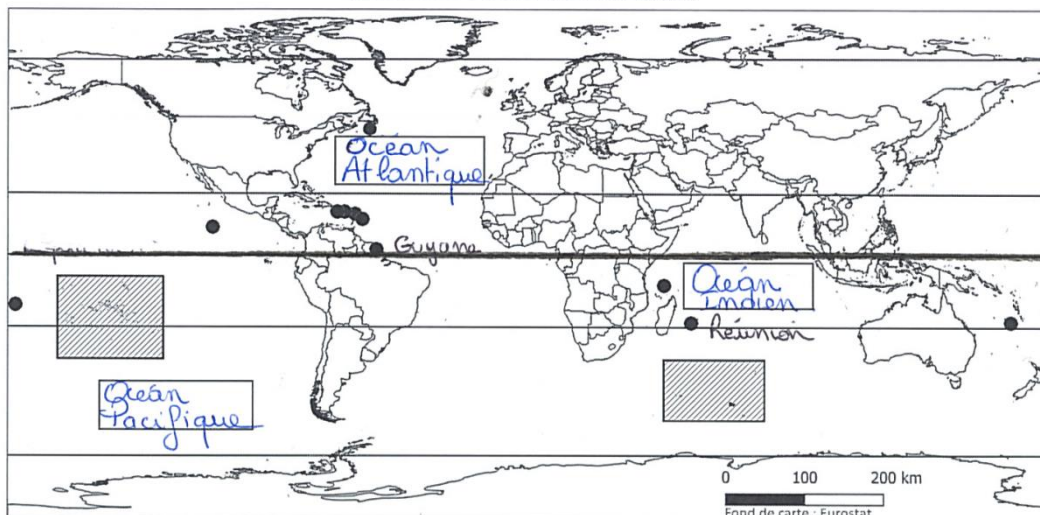 Océan
Atlantique
Guyane
Océan
Indien
Réunion
Océan
Pacifique
0 100 200 km
Fond de carte : Eurostat